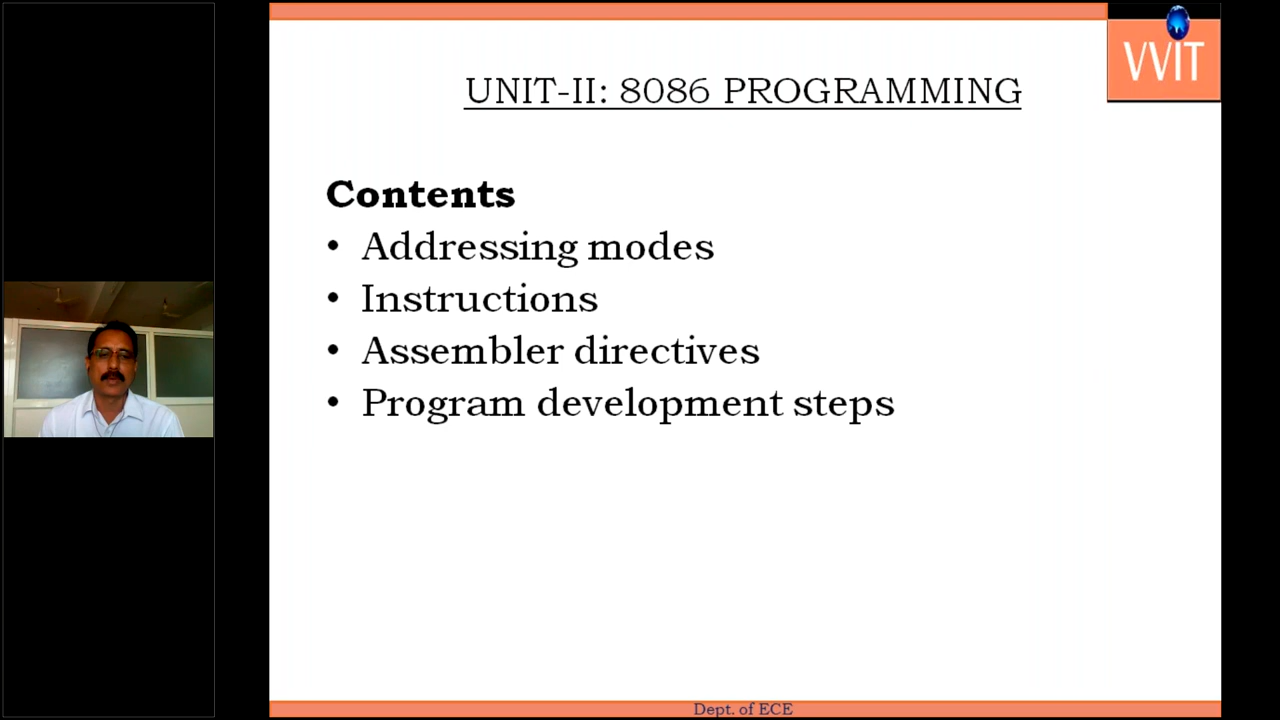 VVIT
UNIT-II: 8086 PROGRAMMING
Contents
• Addressing modes
• Instructions
• Assembler directives
• Program development steps
Dept. of ECE